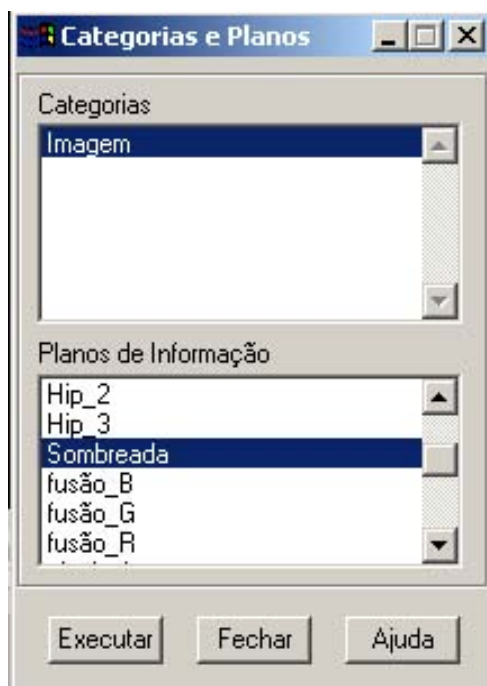 Categorias e Planos
Categorias
Imagem
Planos de Informação
Hip_2
Hip_3
Sombreada
fusão_B
fusão_G
fusão_R
Executar Fechar Ajuda